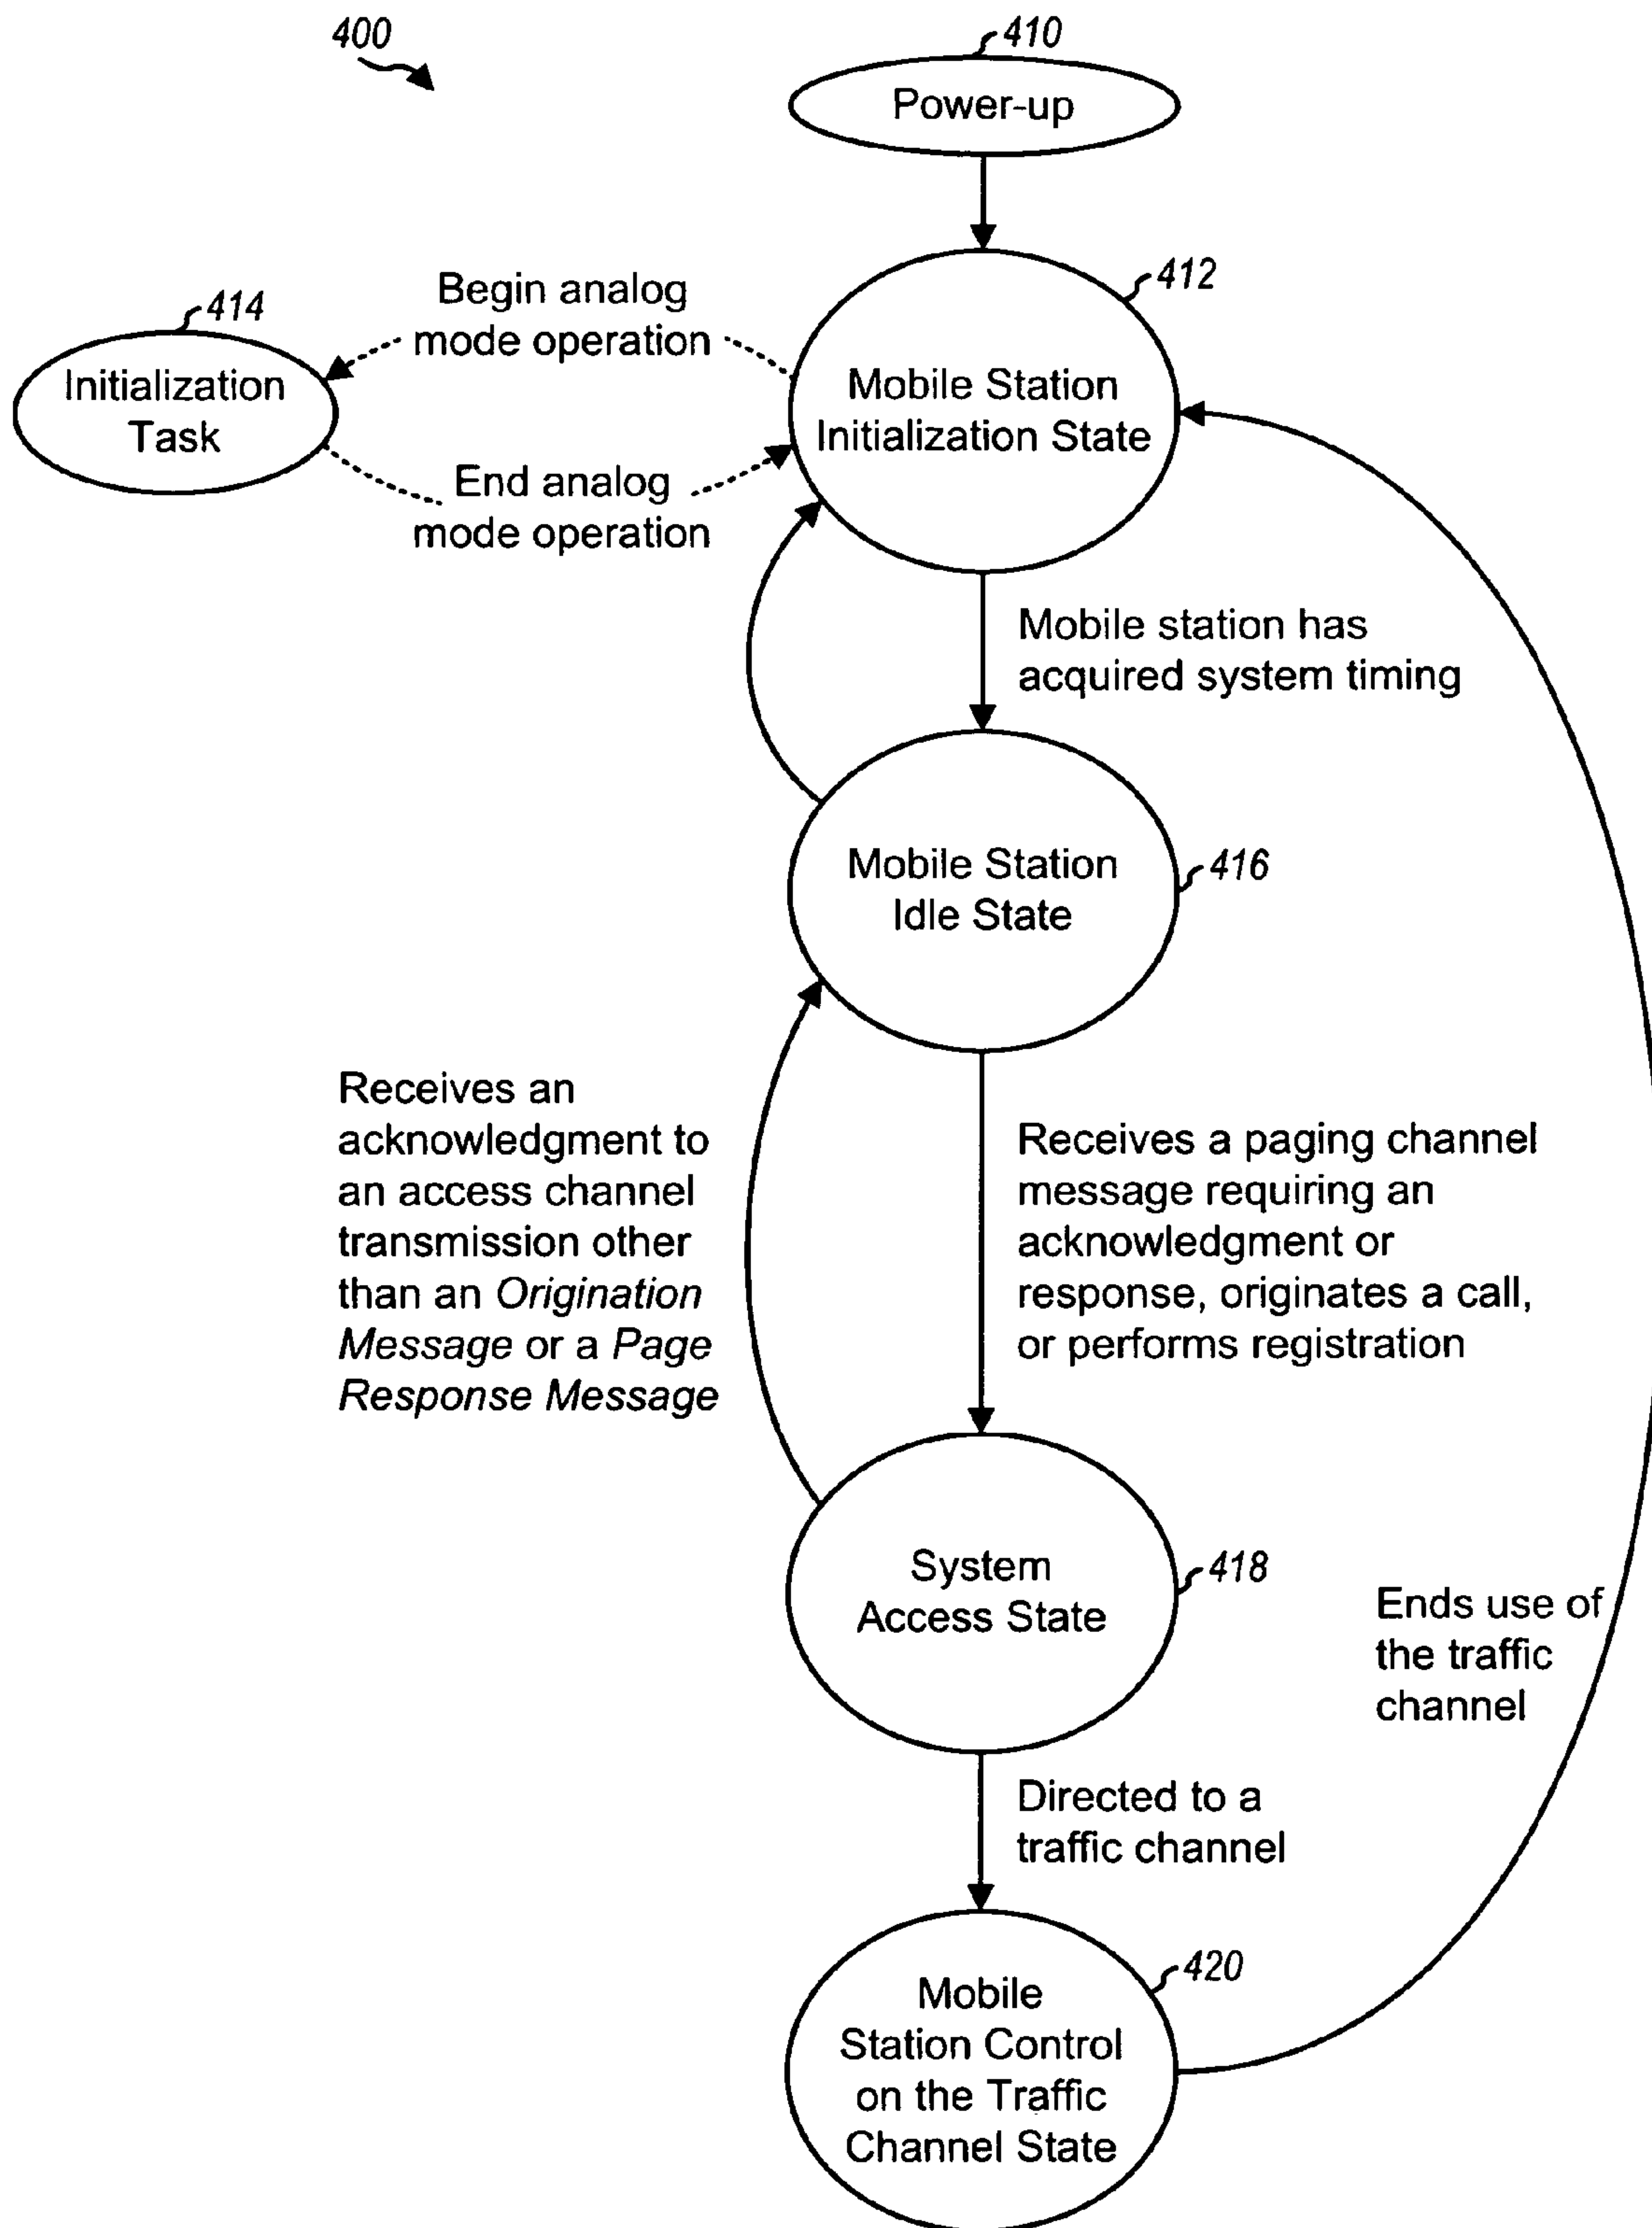 400
410
Power-up
412
414
Begin analog
mode operation
Initialization
Task
Mobile Station
Initialization State
End analog
mode operation
Mobile station has
acquired system timing
Mobile Station
Idle State
416
Receives an
acknowledgment to
an access channel
transmission other
than an Origination
Message or a Page
Response Message
Receives a paging channel
message requiring an
acknowledgment or
response, originates a call,
or performs registration
System
Access State
418
Ends use of
the traffic
channel
Directed to a
traffic channel
420
Mobile
Station Control
on the Traffic
Channel State